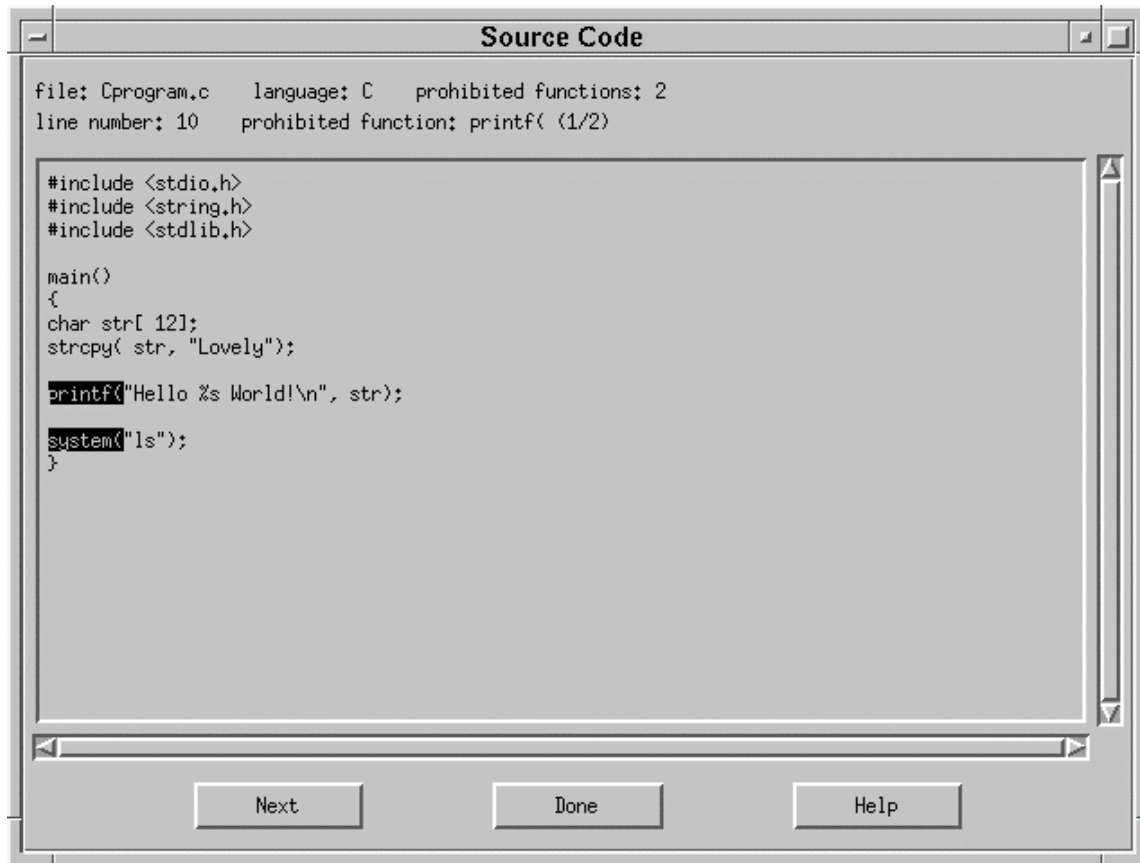 Source Code
file: Cprogram.c language: C prohibited functions: 2
line number: 10 prohibited function: printf( (1/2)
#include <stdio.h>
#include <string.h>
#include <stdlib.h>
main()
{
char str[ 12];
strcpy( str, "Lovely");
printf("Hello %s World!\n", str);
system("ls");
}
Next Done Help